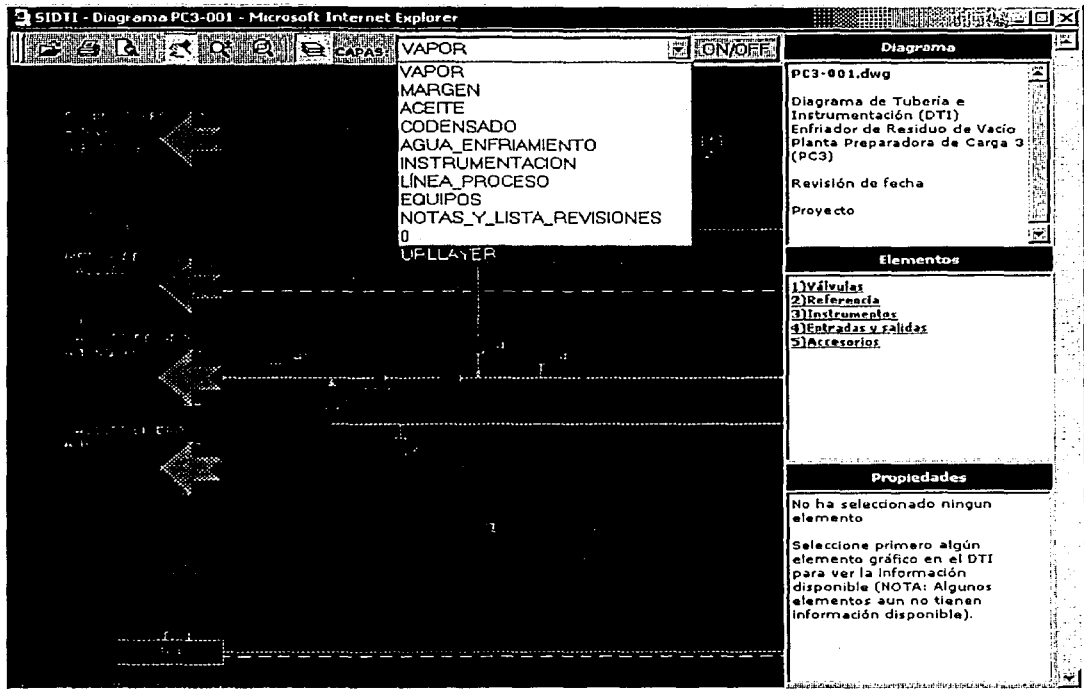 SIDTI - Diagrama PC3-001 - Microsoft Internet Explorer
CAPAS
VAPOR
ON/OFF
VAPOR
MARGEN
ACEITE
CODENSADO
AGUA_ENFRIAMIENTO
INSTRUMENTACION
LÍNEA_PROCESO
EQUIPOS
NOTAS_Y_LISTA_REVISIONES
0
URLLAYER
Diagrama
PC3-001.dwg
Diagrama de Tubería e
Instrumentación (DTI)
Enfriador de Residuo de Vacío
Planta Preparadora de Carga 3
(PC3)
Revisión de fecha
Proyecto
Elementos
1)Válvulas
2)Referencia
3)Instrumentos
4)Entradas y salidas
5)Accesorios
Propiedades
No ha seleccionado ningun
elemento
Seleccione primero algún
elemento gráfico en el DTI
para ver la información
disponible (NOTA: Algunos
elementos aun no tienen
información disponible).